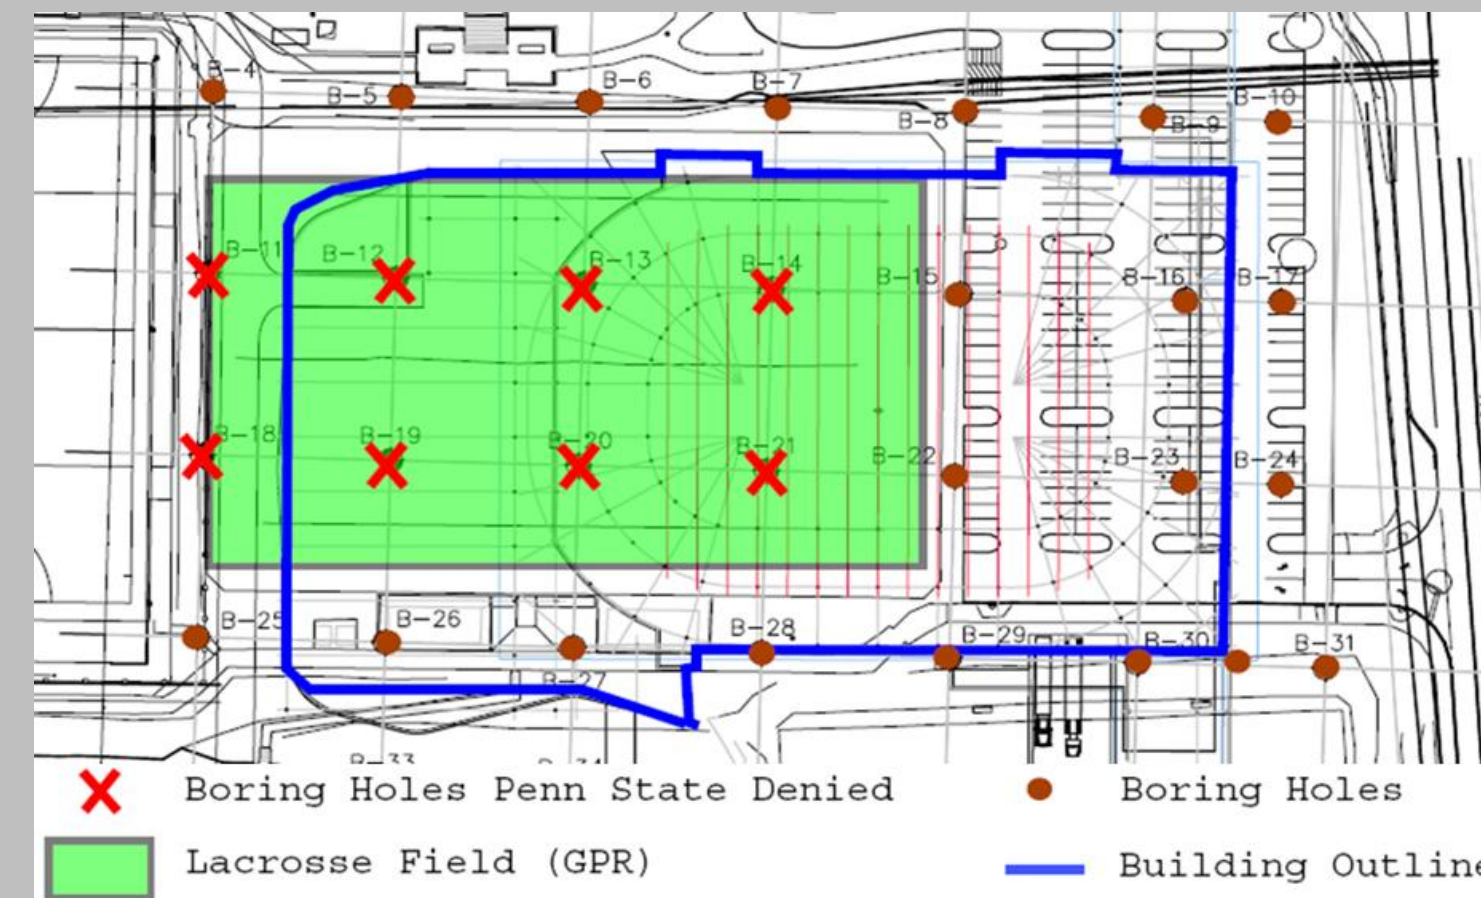 B-4
B-5
B-6
B-7
B-8
B-9
B-10
B-11
B-12
B-13
B-14
B-15
B-16
B-17
B-18
B-19
B-20
B-21
B-22
B-23
B-24
B-25
B-26
B-27
B-28
B-29
B-30
B-31
B-33
B-34
Boring Holes Penn State Denied
Boring Holes
Lacrosse Field (GPR)
Building Outline